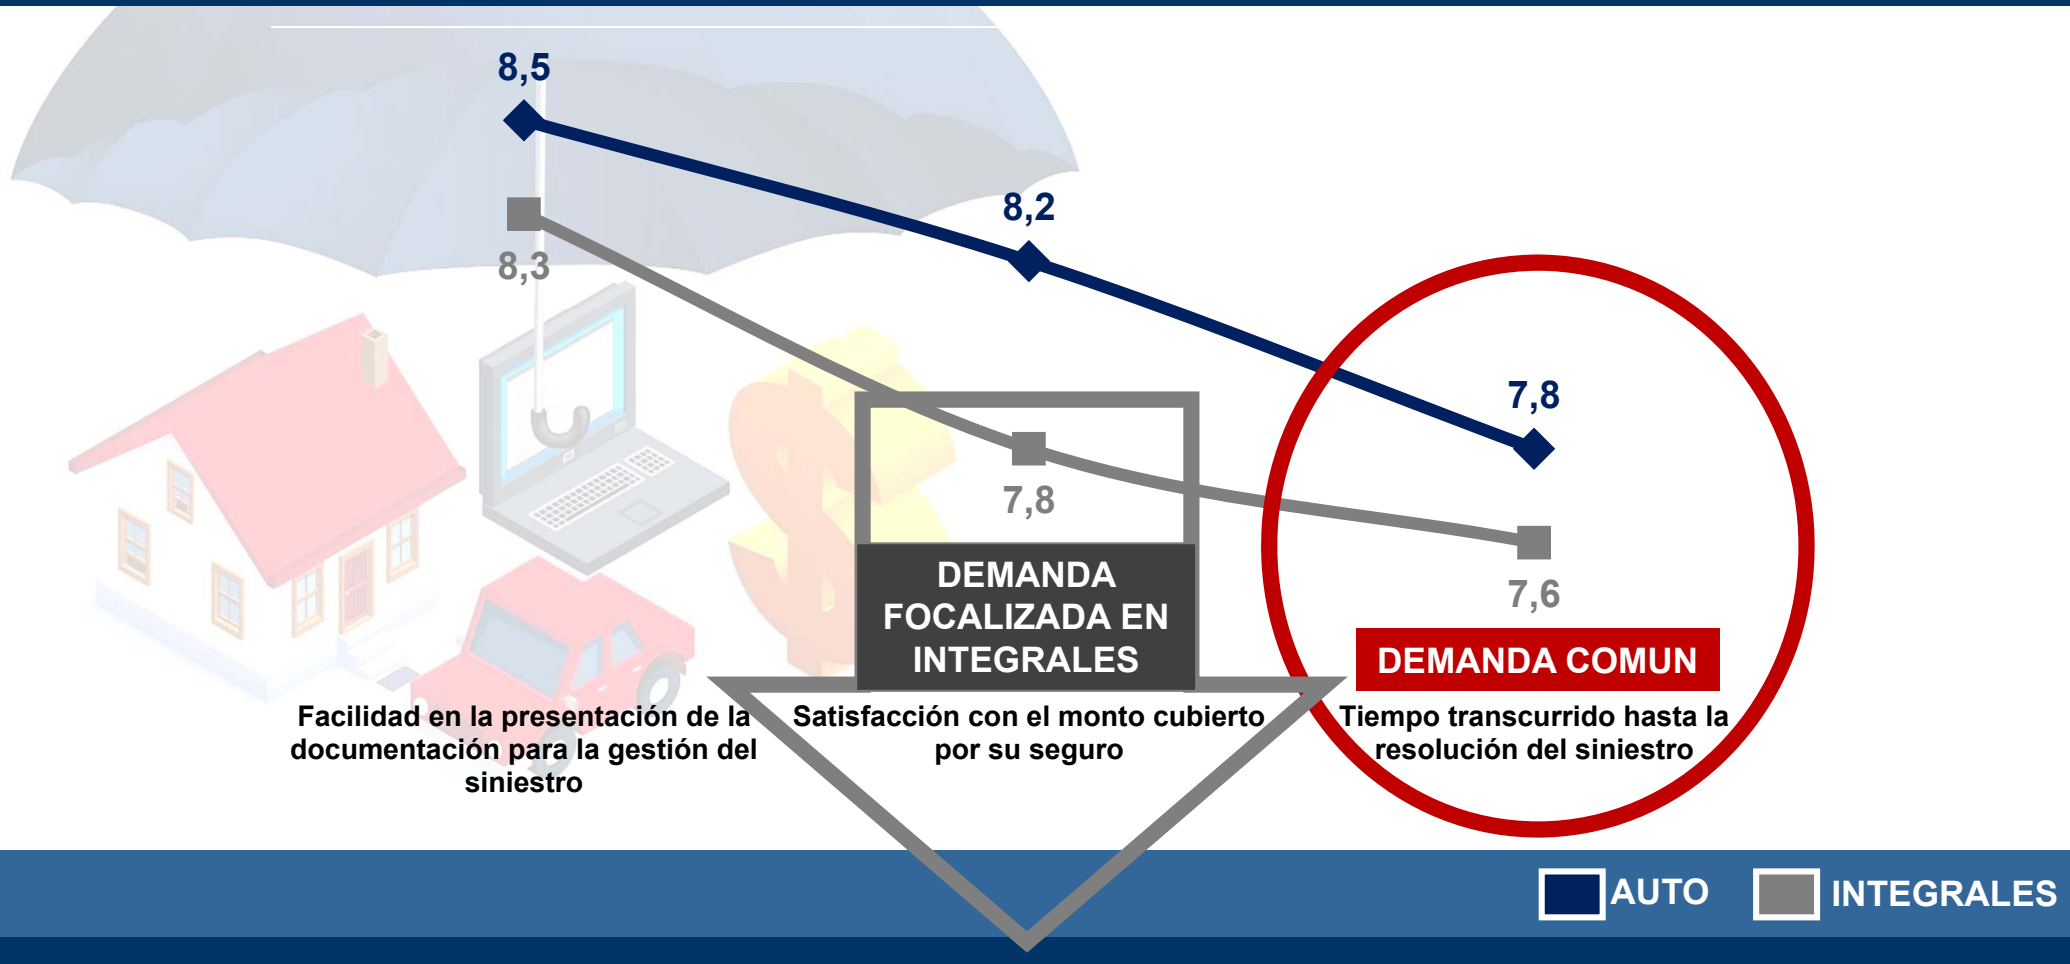 8,5
8,3
8,2
7,8
7,8
7,6
DEMANDA
FOCALIZADA EN
INTEGRALES
DEMANDA COMUN
Facilidad en la presentación de la
documentación para la gestión del
siniestro
Satisfacción con el monto cubierto
por su seguro
Tiempo transcurrido hasta la
resolución del siniestro
AUTO
INTEGRALES